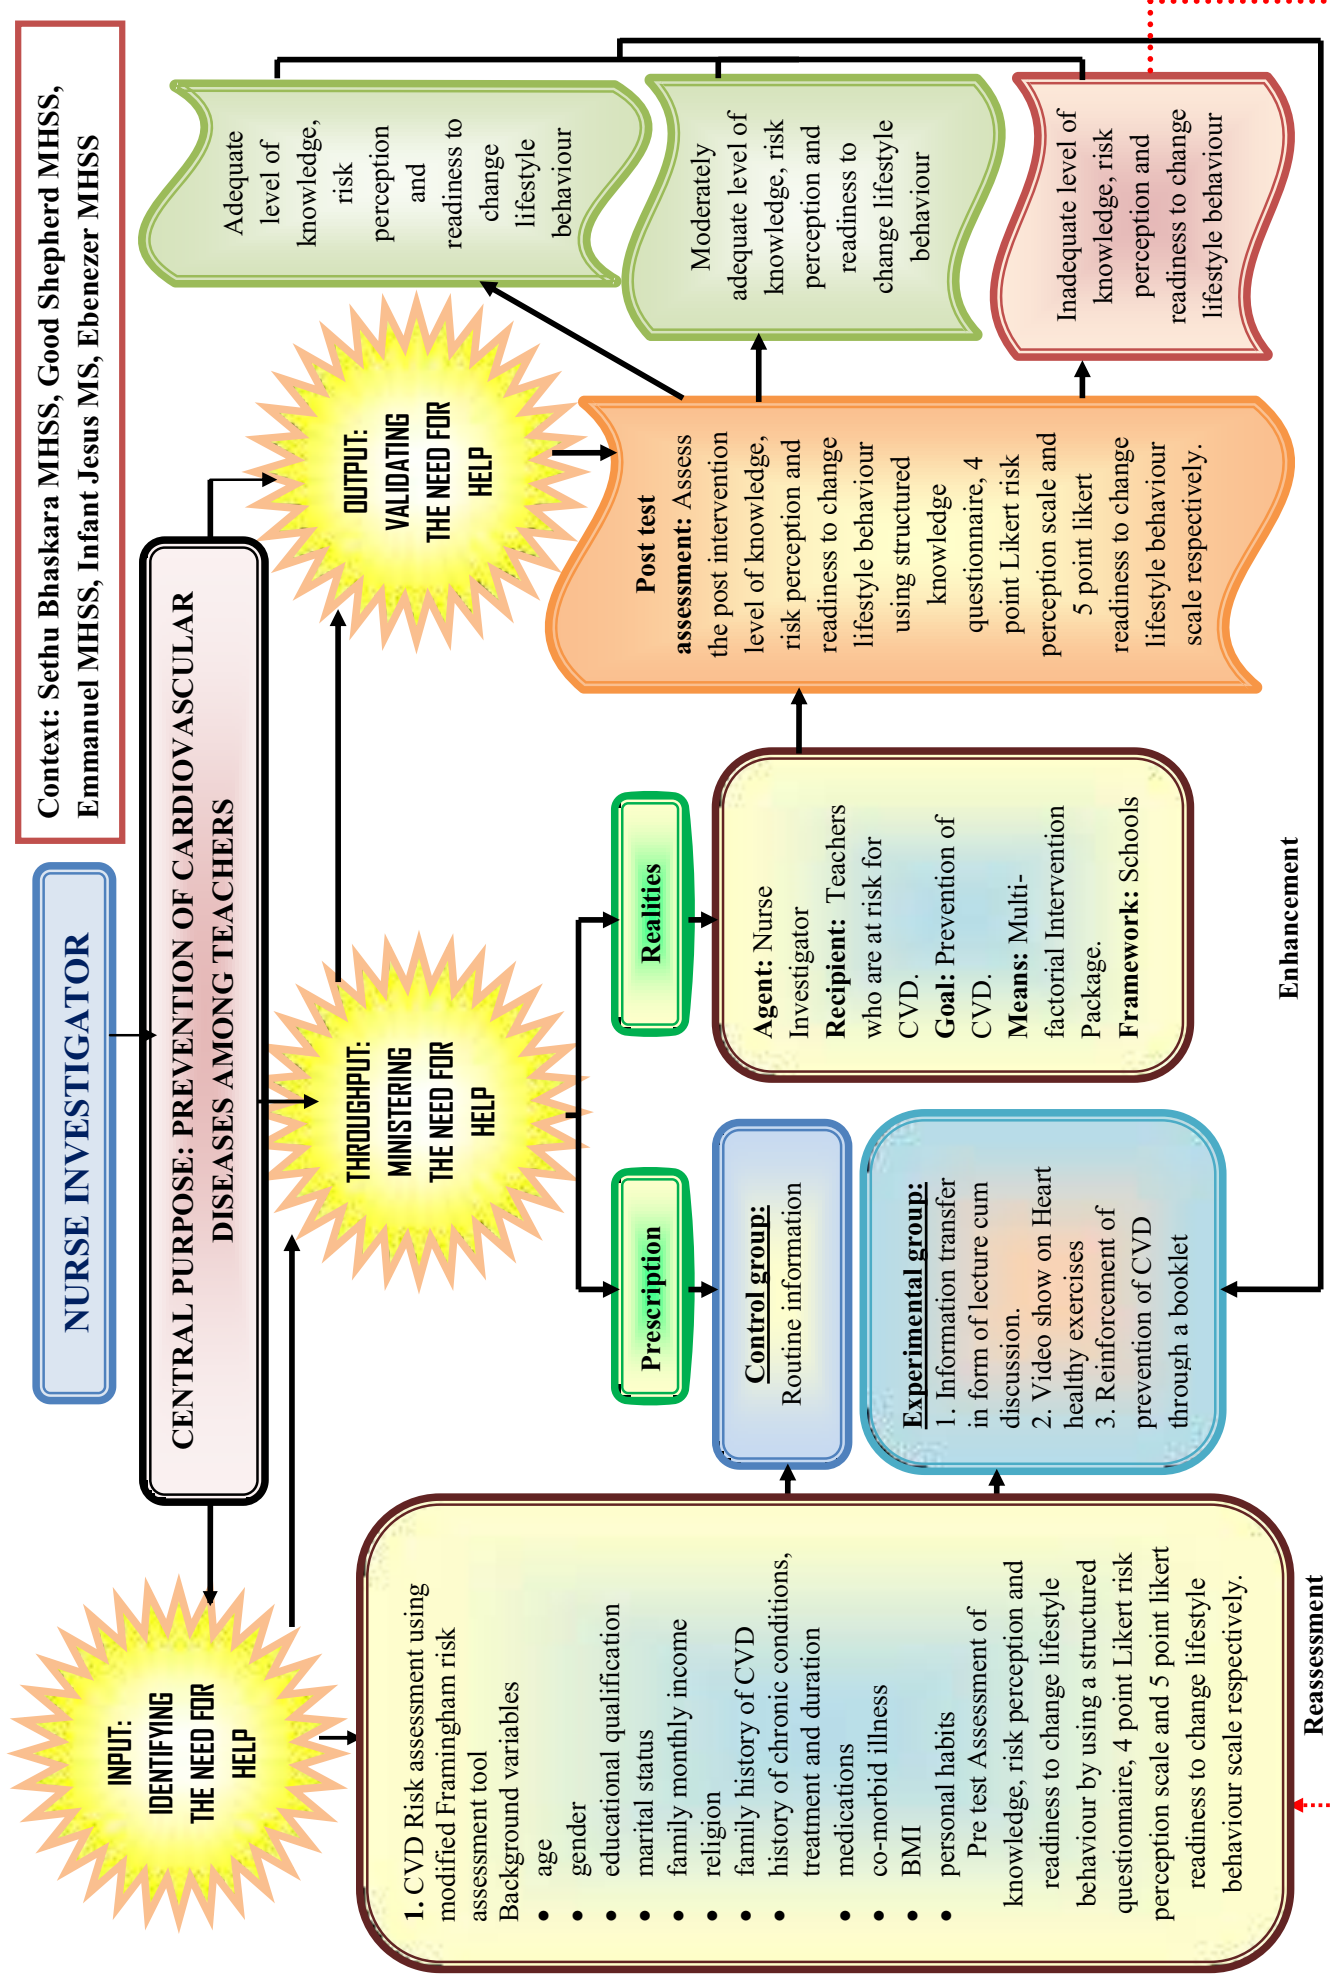 Context: Sethu Bhaskara MHSS, Good Shepherd MHSS,
Emmanuel MHSS, Infant Jesus MS, Ebenezer MHSS
NURSE INVESTIGATOR
CENTRAL PURPOSE: PREVENTION OF CARDIOVASCULAR
DISEASES AMONG TEACHERS
INPUT:
IDENTIFYING
THE NEED FOR
HELP
THROUGHPUT:
MINISTERING
THE NEED FOR
HELP
OUTPUT:
VALIDATING
THE NEED FOR
HELP
1. CVD Risk assessment using
modified Framingham risk
assessment tool
Background variables
• age
• gender
• educational qualification
• marital status
• family monthly income
• religion
• family history of CVD
• history of chronic conditions,
treatment and duration
• medications
• co-morbid illness
• BMI
• personal habits
Pre test Assessment of
knowledge, risk perception and
readiness to change lifestyle
behaviour by using a structured
questionnaire, 4 point Likert risk
perception scale and 5 point likert
readiness to change lifestyle
behaviour scale respectively.
Prescription
Control group:
Routine information
Experimental group:
1. Information transfer
in form of lecture cum
discussion.
2. Video show on Heart
healthy exercises
3. Reinforcement of
prevention of CVD
through a booklet
Realities
Agent: Nurse
Investigator
Recipient: Teachers
who are at risk for
CVD.
Goal: Prevention of
CVD.
Means: Multi-
factorial Intervention
Package.
Framework: Schools
Post test
assessment: Assess
the post intervention
level of knowledge,
risk perception and
readiness to change
lifestyle behaviour
using structured
knowledge
questionnaire, 4
point Likert risk
perception scale and
5 point likert
readiness to change
lifestyle behaviour
scale respectively.
Adequate
level of
knowledge,
risk
perception
and
readiness to
change
lifestyle
behaviour
Moderately
adequate level of
knowledge, risk
perception and
readiness to
change lifestyle
behaviour
Inadequate level of
knowledge, risk
perception and
readiness to change
lifestyle behaviour
Enhancement
Reassessment